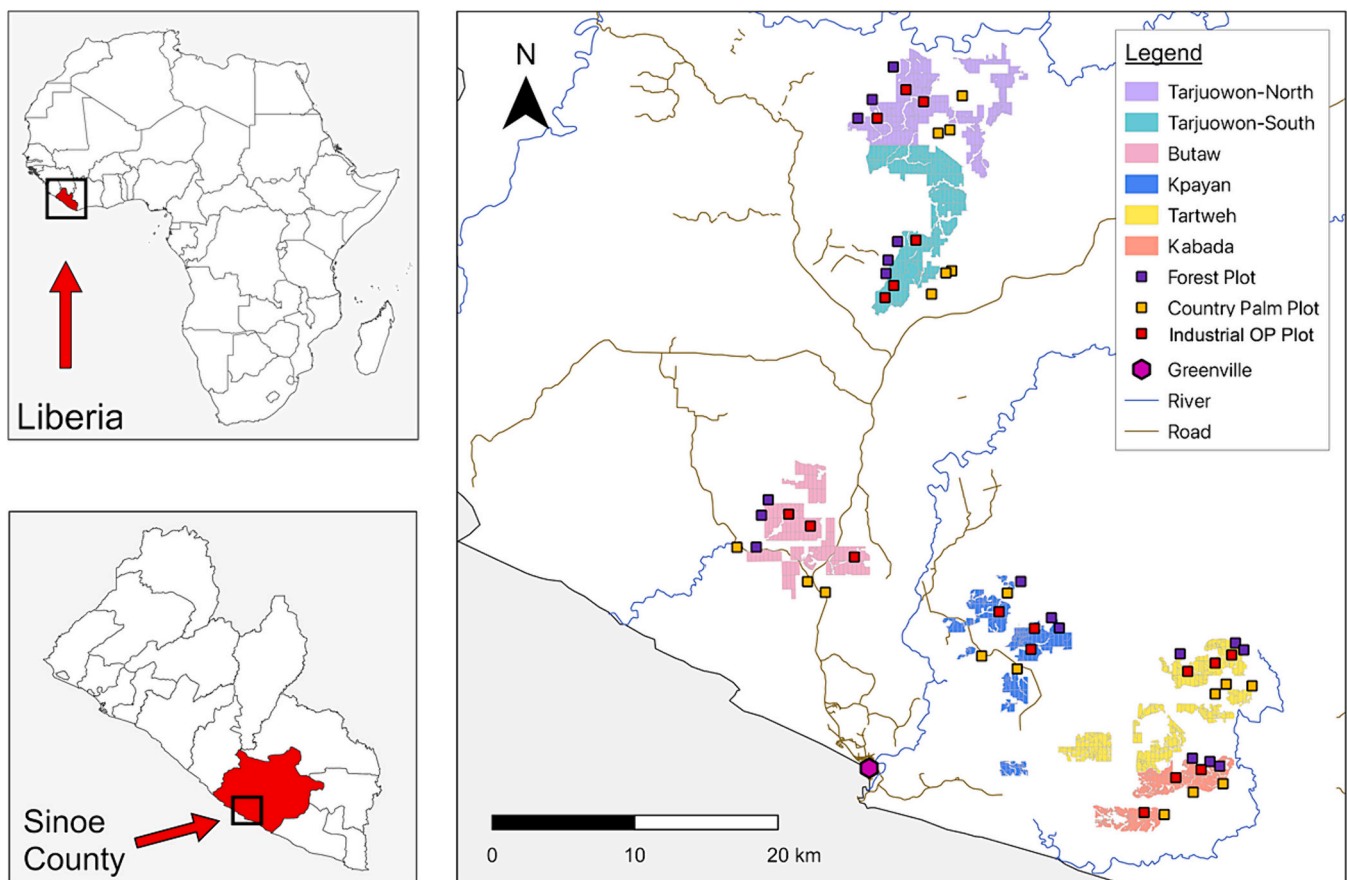 Liberia
Sinoe
County
N
Legend
Tarjuowon-North
Tarjuowon-South
Butaw
Kpayan
Tartweh
Kabada
Forest Plot
Country Palm Plot
Industrial OP Plot
Greenville
River
Road
0 10 20 km